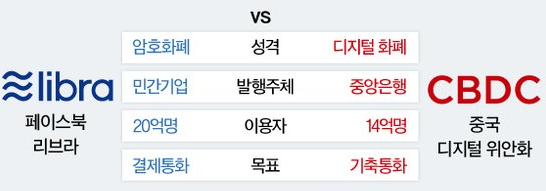 VS
암호화폐 성격 디지털 화폐
민간기업 발행주체 중앙은행
20억명 이용자 14억명
결제통화 목표 기축통화
libra
페이스북
리브라
CBDC
중국
디지털 위안화